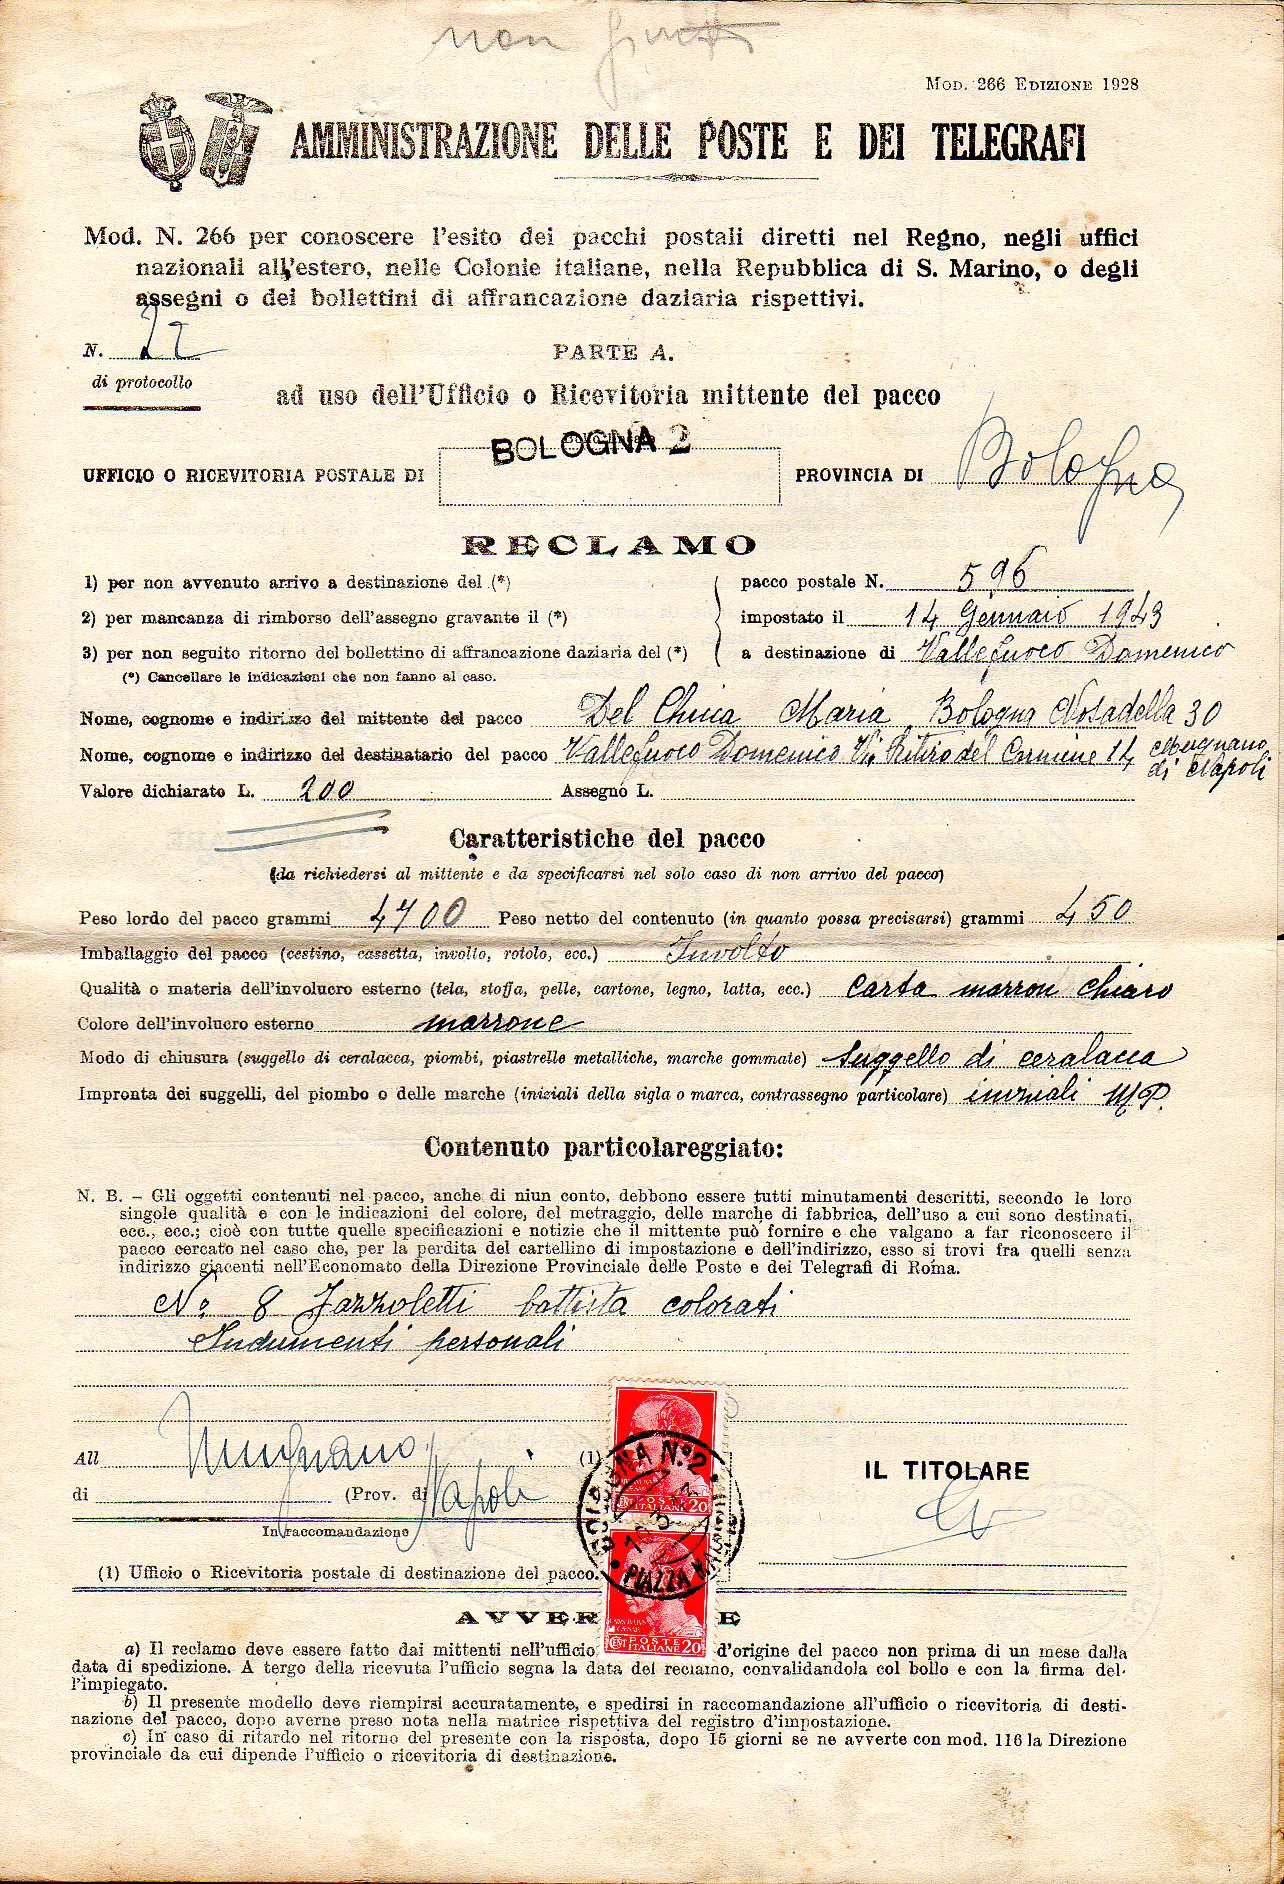 non
MOD. 266 EDIZIONE 1928
AMMINISTRAZIONE DELLE POSTE E DEI TELEGRAFI
Mod. N. 266 per conoscere l'esito dei pacchi postali diretti nel Regno, negli uffici
nazionali all'estero, nelle Colonie italiane, nella Repubblica di S. Marino, o degli
assegni o dei bollettini di affrancazione daziaria rispettivi.
N. 22
di protocollo
PARTE A.
ad uso dell'Ufficio o Ricevitoria mittente del pacco
BOLOGNA 2
UFFICIO O RICEVITORIA POSTALE DI
PROVINCIA DI Bologna
RECLAMO
1) per non avvenuto arrivo a destinazione del (*) pacco postale N. 596
2) per mancanza di rimborso dell'assegno gravante il (*) impostato il 14 Gennaio 1943
3) per non seguito ritorno del bollettino di affrancazione daziaria del (*) a destinazione di Vallefuoco Domenico
(*) Cancellare le indicazioni che non fanno al caso.
Nome, cognome e indirizzo del mittente del pacco Del Chica Maria Bologna Nosadella 30
Nome, cognome e indirizzo del destinatario del pacco Vallefuoco Domenico Via Ritiro del Carmine 14 Mugnano
di Napoli
Valore dichiarato L. 200 Assegno L.
Caratteristiche del pacco
(da richiedersi al mittente e da specificarsi nel solo caso di non arrivo del pacco)
Peso lordo del pacco grammi 4700 Peso netto del contenuto (in quanto possa precisarsi) grammi 450
Imballaggio del pacco (cestino, cassetta, involto, rotolo, ecc.) Involto
Qualità o materia dell'involucro esterno (tela, stoffa, pelle, cartone, legno, latta, ecc.) Carta marron chiaro
Colore dell'involucro esterno marrone
Modo di chiusura (suggello di ceralacca, piombi, piastrelle metalliche, marche gommate) suggello di ceralacca
Impronta dei suggelli, del piombo o delle marche (iniziali della sigla o marca, contrassegno particolare) iniziali MP.
Contenuto particolareggiato:
N. B. – Gli oggetti contenuti nel pacco, anche di niun conto, debbono essere tutti minutamenti descritti, secondo le loro
singole qualità e con le indicazioni del colore, del metraggio, delle marche di fabbrica, dell'uso a cui sono destinati,
ecc., ecc.; cioè con tutte quelle specificazioni e notizie che il mittente può fornire e che valgano a far riconoscere il
pacco cercato nel caso che, per la perdita del cartellino di impostazione e dell'indirizzo, esso si trovi fra quelli senza
indirizzo giacenti nell'Economato della Direzione Provinciale delle Poste e dei Telegrafi di Roma.
No 8 Fazzoletti battista colorati
Indumenti personali
All Mugnano (1)
di (Prov. di Napoli
In raccomandazione
IL TITOLARE
BOLOGNA N.2
PIAZZA
POSTE ITALIANE
CENT 20
POSTE ITALIANE
CENT 20
(1) Ufficio o Ricevitoria postale di destinazione del pacco.
AVVER E
a) Il reclamo deve essere fatto dai mittenti nell'ufficio d'origine del pacco non prima di un mese dalla
data di spedizione. A tergo della ricevuta l'ufficio segna la data del reclamo, convalidandola col bollo e con la firma del-
l'impiegato.
b) Il presente modello deve riempirsi accuratamente, e spedirsi in raccomandazione all'ufficio o ricevitoria di desti-
nazione del pacco, dopo averne preso nota nella matrice rispettiva del registro d'impostazione.
c) In caso di ritardo nel ritorno del presente con la risposta, dopo 15 giorni se ne avverte con mod. 116 la Direzione
provinciale da cui dipende l'ufficio o ricevitoria di destinazione.